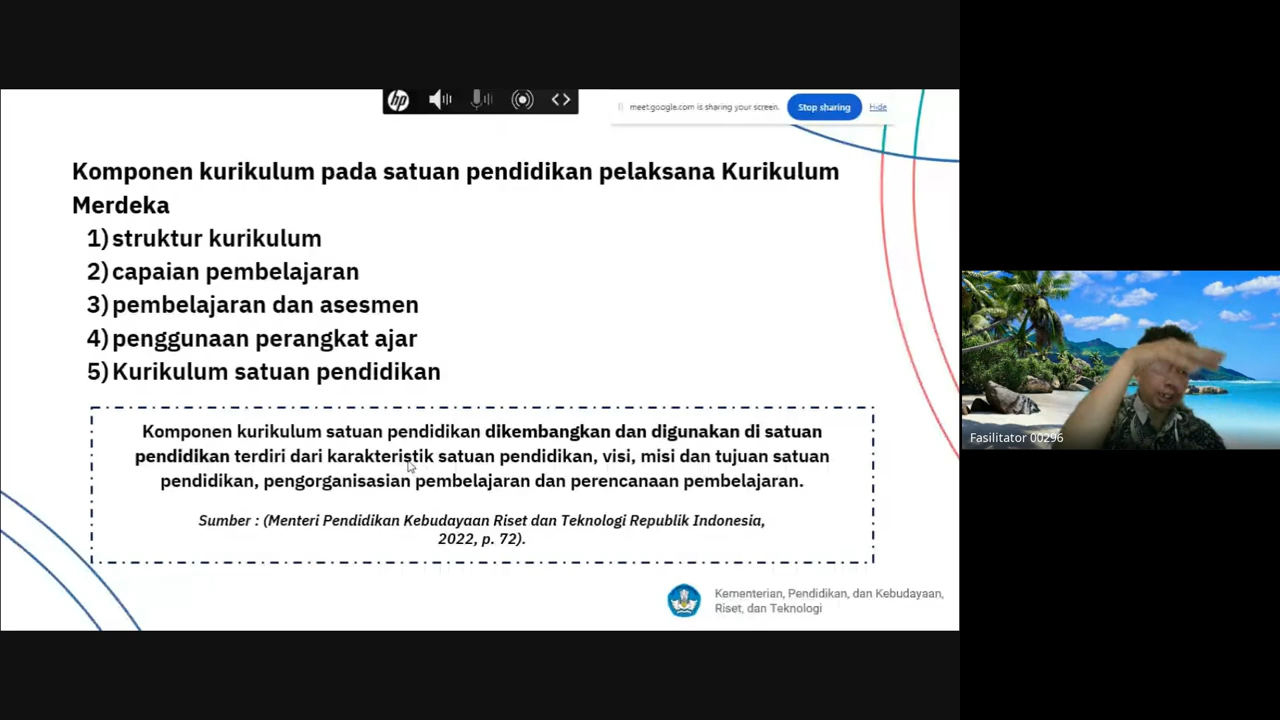 hp
meet.google.com is sharing your screen.
Stop sharing
Hide
Komponen kurikulum pada satuan pendidikan pelaksana Kurikulum
Merdeka
1) struktur kurikulum
2) capaian pembelajaran
3) pembelajaran dan asesmen
4) penggunaan perangkat ajar
5) Kurikulum satuan pendidikan
Komponen kurikulum satuan pendidikan dikembangkan dan digunakan di satuan
pendidikan terdiri dari karakteristik satuan pendidikan, visi, misi dan tujuan satuan
pendidikan, pengorganisasian pembelajaran dan perencanaan pembelajaran.
Sumber : (Menteri Pendidikan Kebudayaan Riset dan Teknologi Republik Indonesia,
2022, p. 72).
Kementerian, Pendidikan, dan Kebudayaan,
Riset, dan Teknologi
Fasilitator 00296